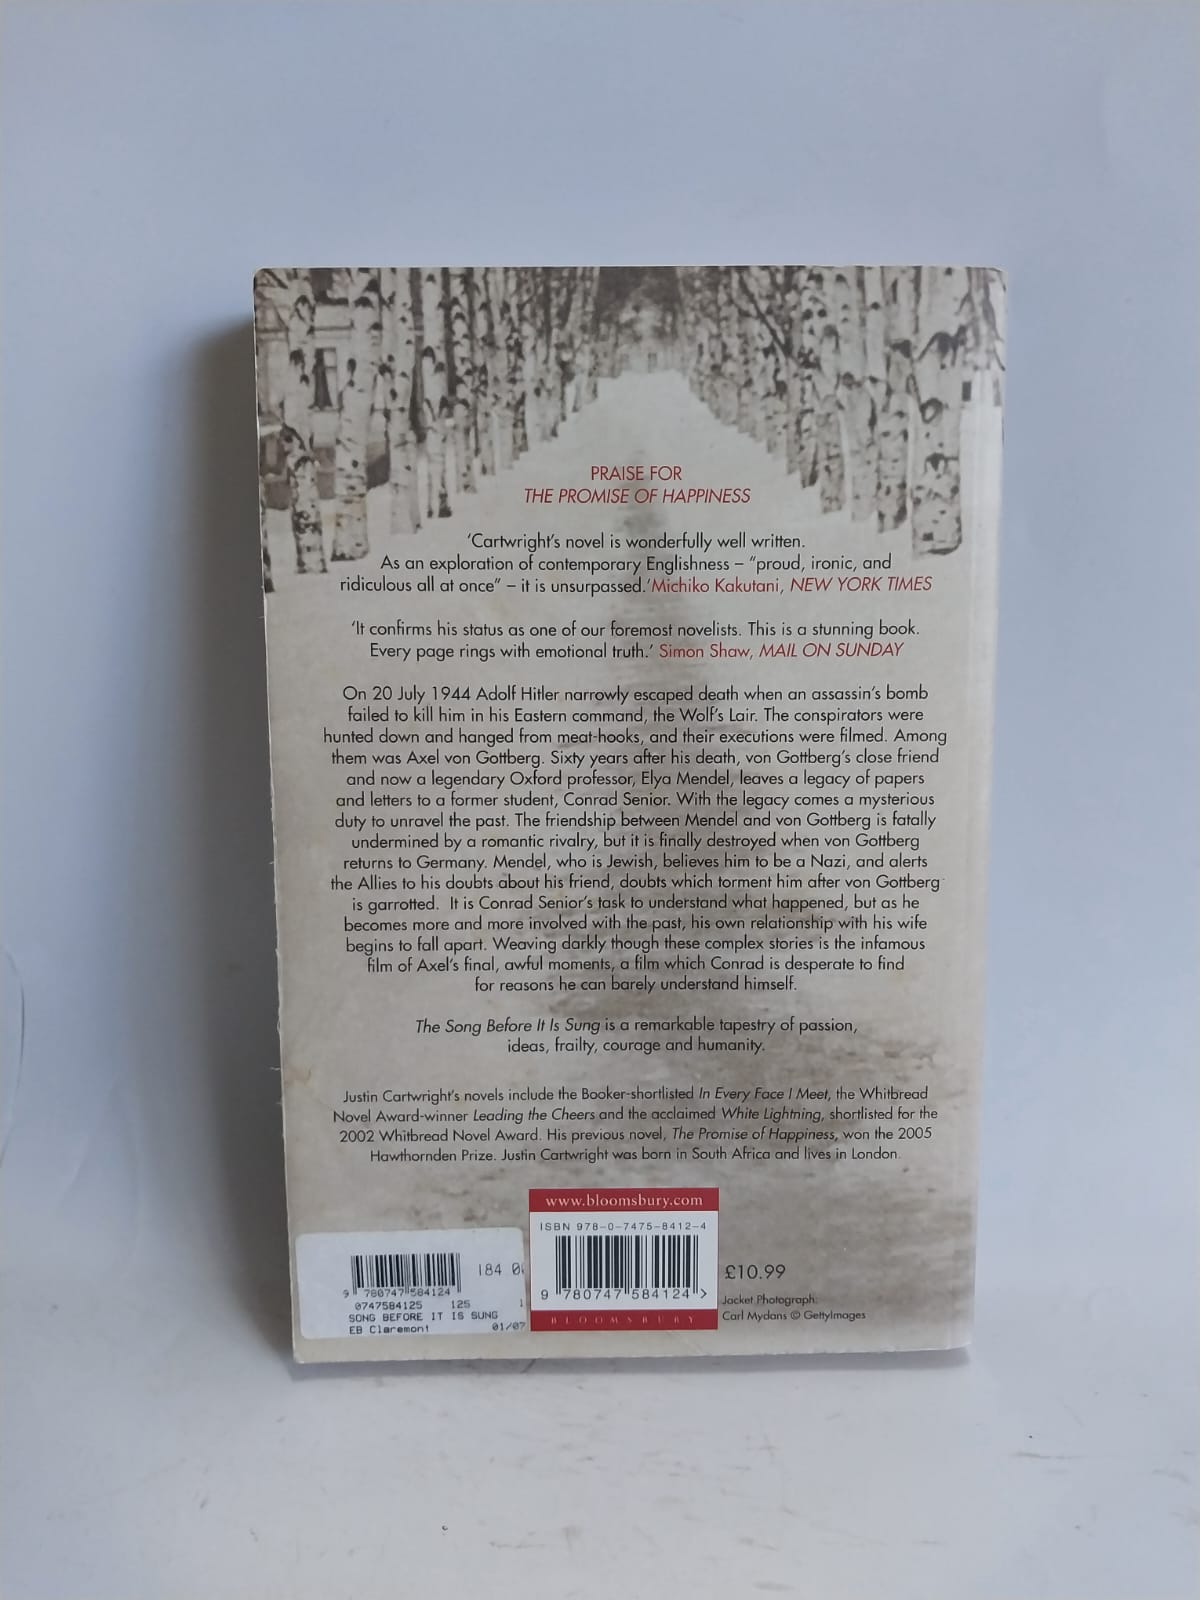 PRAISE FOR
THE PROMISE OF HAPPINESS
‘Cartwright's novel is wonderfully well written.
As an exploration of contemporary Englishness – “proud, ironic, and
ridiculous all at once” – it is unsurpassed.’ Michiko Kakutani, NEW YORK TIMES
‘It confirms his status as one of our foremost novelists. This is a stunning book.
Every page rings with emotional truth.’ Simon Shaw, MAIL ON SUNDAY
On 20 July 1944 Adolf Hitler narrowly escaped death when an assassin's bomb
failed to kill him in his Eastern command, the Wolf's Lair. The conspirators were
hunted down and hanged from meat-hooks, and their executions were filmed. Among
them was Axel von Gottberg. Sixty years after his death, von Gottberg's close friend
and now a legendary Oxford professor, Elya Mendel, leaves a legacy of papers
and letters to a former student, Conrad Senior. With the legacy comes a mysterious
duty to unravel the past. The friendship between Mendel and von Gottberg is fatally
undermined by a romantic rivalry, but it is finally destroyed when von Gottberg
returns to Germany. Mendel, who is Jewish, believes him to be a Nazi, and alerts
the Allies to his doubts about his friend, doubts which torment him after von Gottberg
is garrotted. It is Conrad Senior's task to understand what happened, but as he
becomes more and more involved with the past, his own relationship with his wife
begins to fall apart. Weaving darkly though these complex stories is the infamous
film of Axel's final, awful moments, a film which Conrad is desperate to find
for reasons he can barely understand himself.
The Song Before It Is Sung is a remarkable tapestry of passion,
ideas, frailty, courage and humanity.
Justin Cartwright's novels include the Booker-shortlisted In Every Face I Meet, the Whitbread
Novel Award-winner Leading the Cheers and the acclaimed White Lightning, shortlisted for the
2002 Whitbread Novel Award. His previous novel, The Promise of Happiness, won the 2005
Hawthornden Prize. Justin Cartwright was born in South Africa and lives in London.
www.bloomsbury.com
ISBN 978-0-7475-8412-4
9 780747 584124 >
BLOOMSBURY
£10.99
Jacket Photograph:
Carl Mydans © GettyImages
184 0
9 780747 584124
0747584125 125 1
SONG BEFORE IT IS SUNG
EB Claremont 01/07